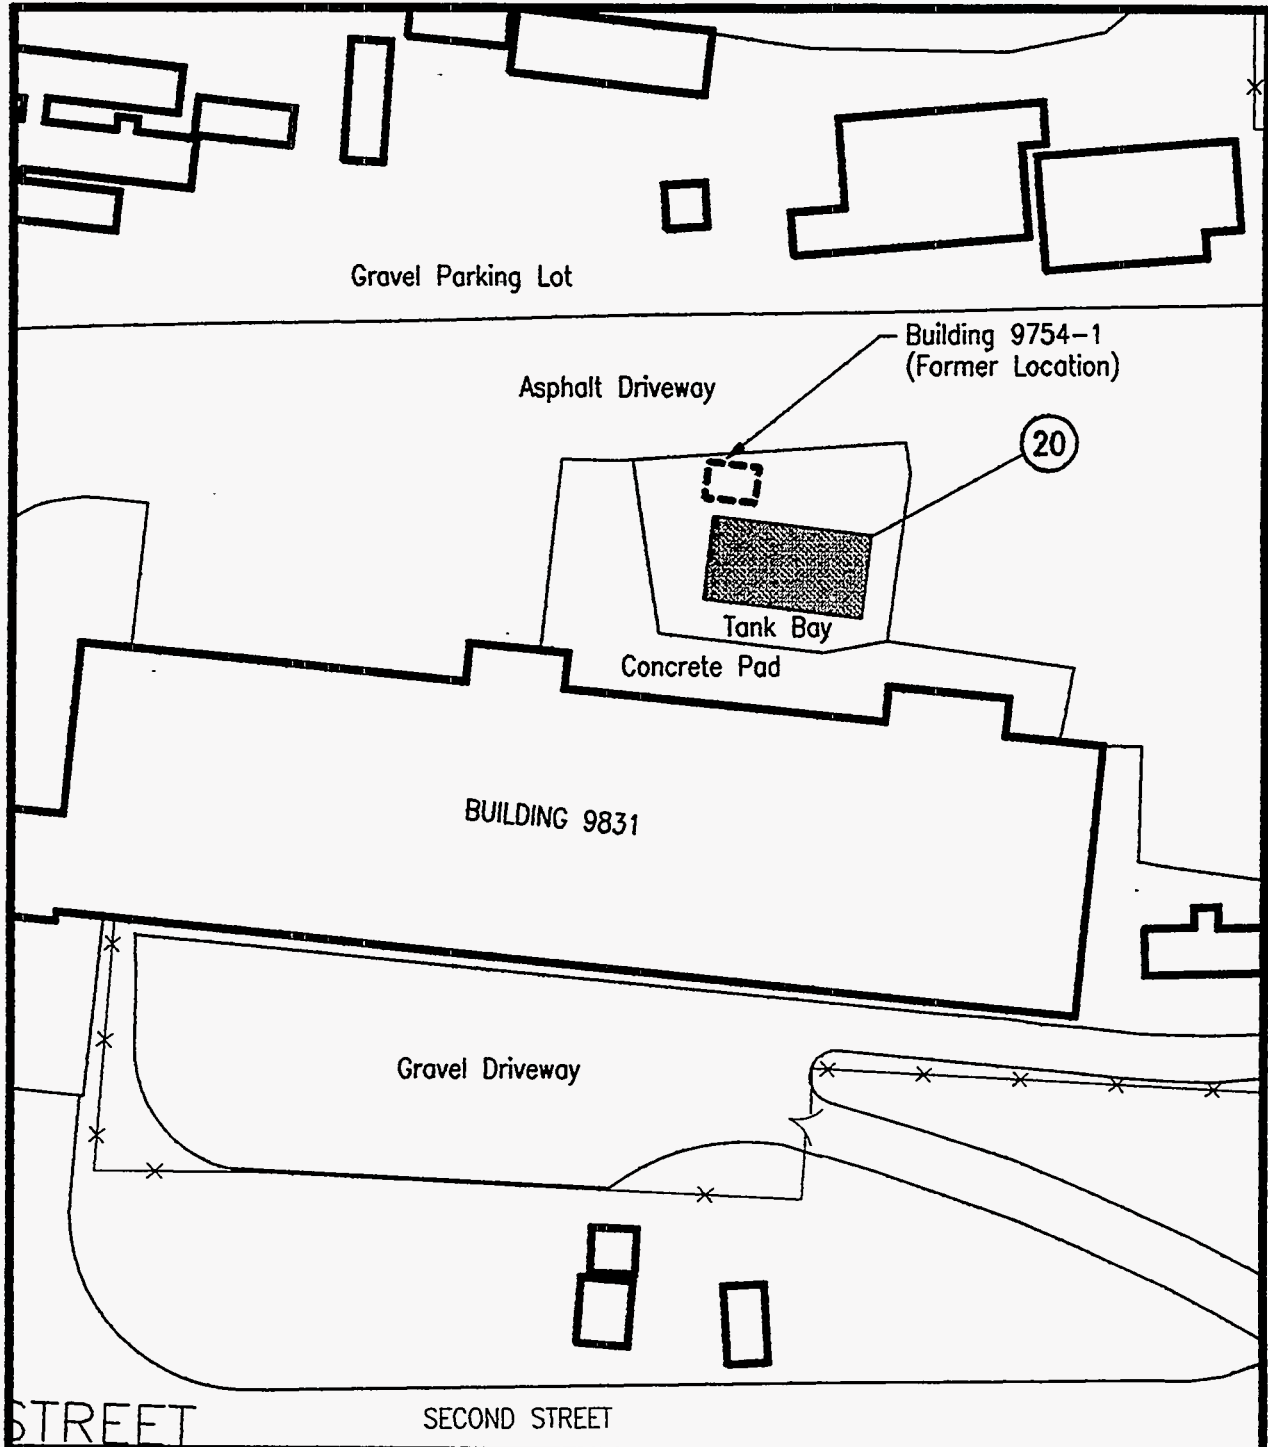 Gravel Parking Lot
Building 9754-1
(Former Location)
Asphalt Driveway
20
Tank Bay
Concrete Pad
BUILDING 9831
Gravel Driveway
STREET
SECOND STREET